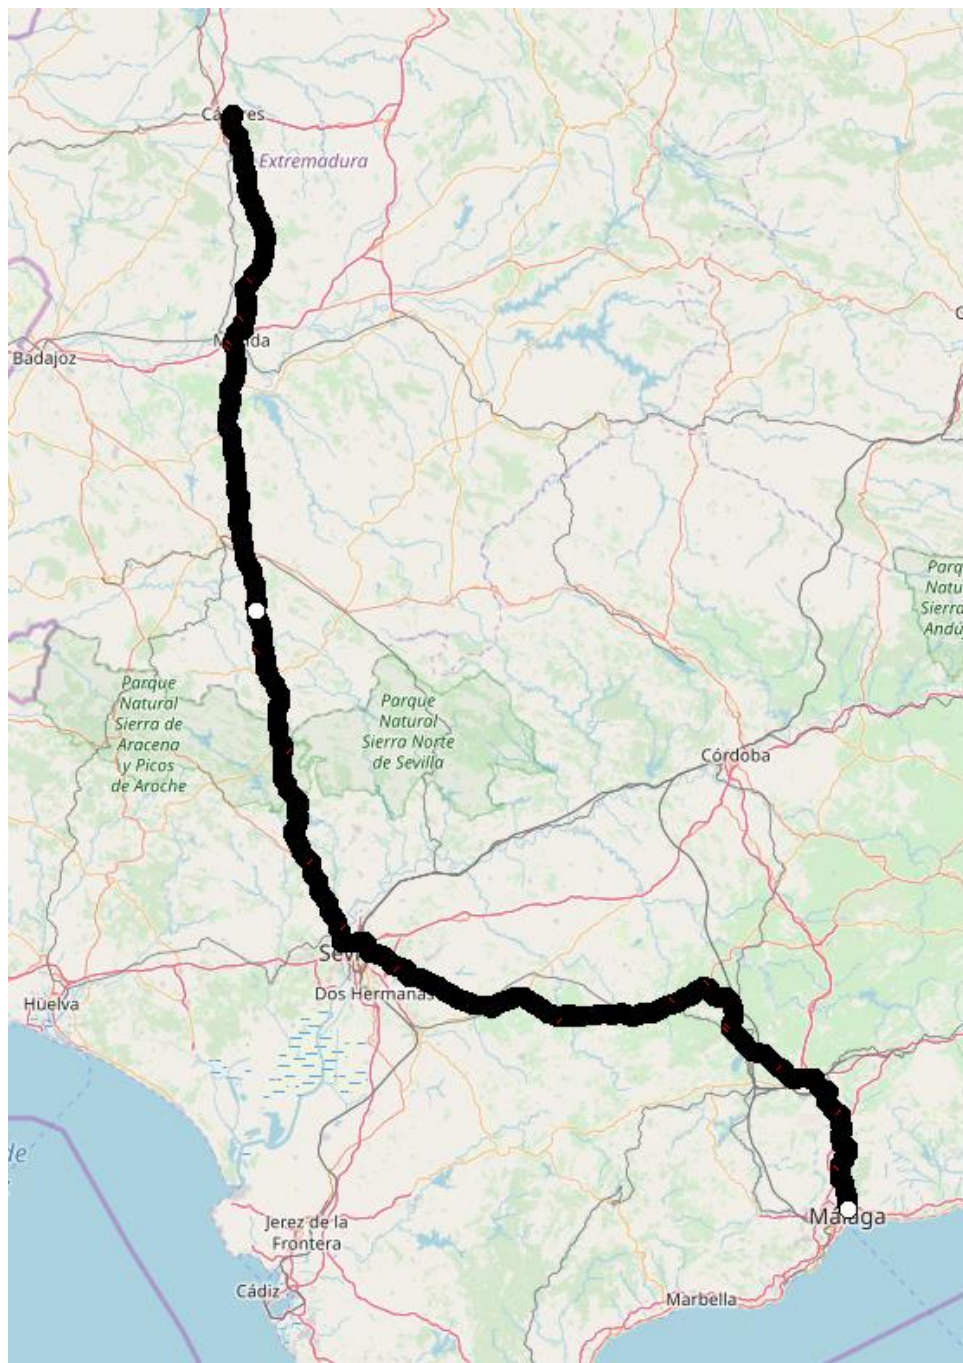 Extremadura
Badajoz
Parque
Natural
Sierra de
Aracena
y Picos
de Aroche
Parque
Natural
Sierra Norte
de Sevilla
Córdoba
Huelva
Dos Hermanas
Jerez de la
Frontera
Cádiz
Málaga
Marbella